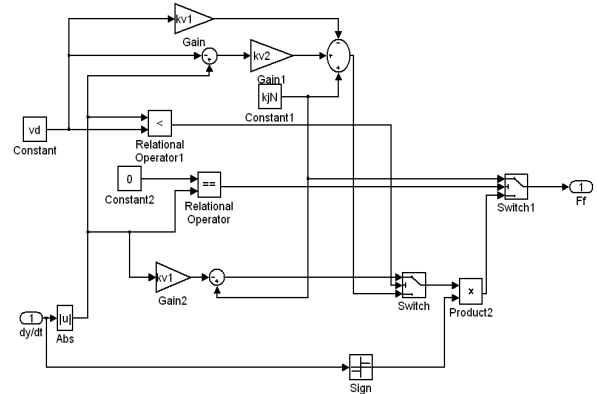 kv1
Gain
kv2
Gain1
kjN
Constant1
vd
Constant
<
Relational
Operator1
0
Constant2
==
Relational
Operator
Switch1
1
Ff
kv1
Gain2
Switch
x
Product2
1
dy/dt
|u|
Abs
Sign